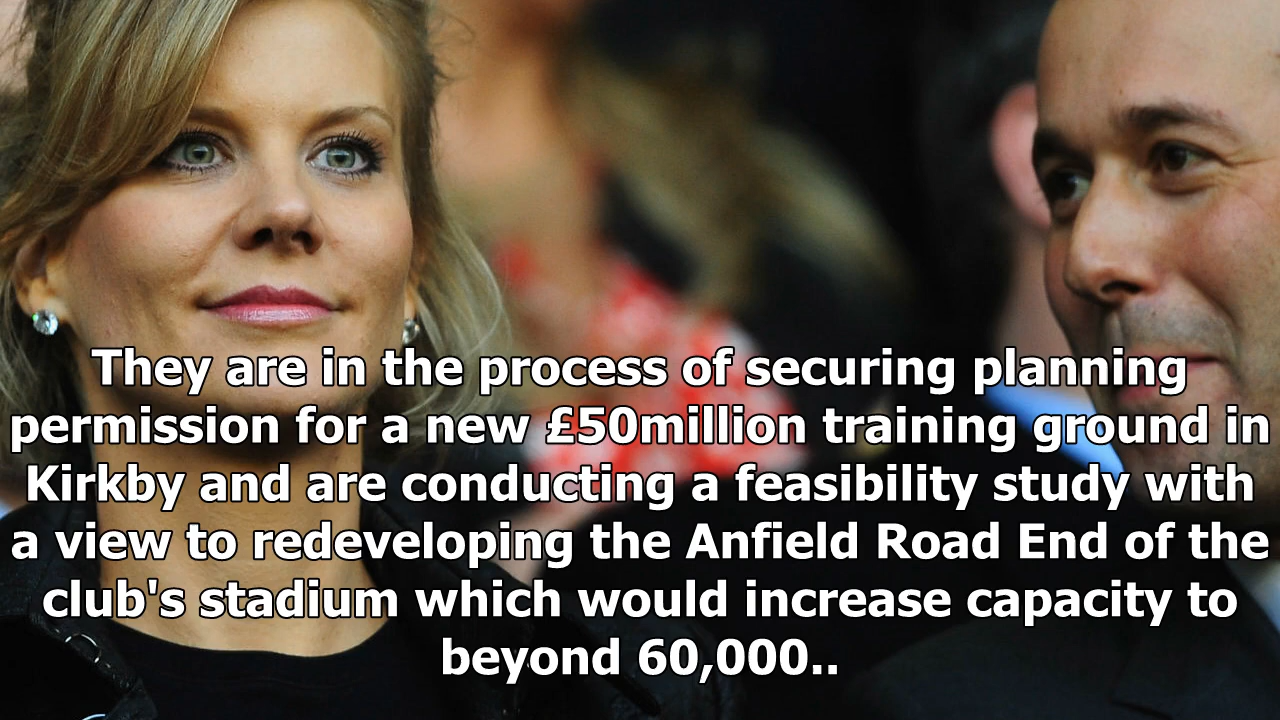 They are in the process of securing planning
permission for a new £50million training ground in
Kirkby and are conducting a feasibility study with
a view to redeveloping the Anfield Road End of the
club's stadium which would increase capacity to
beyond 60,000..